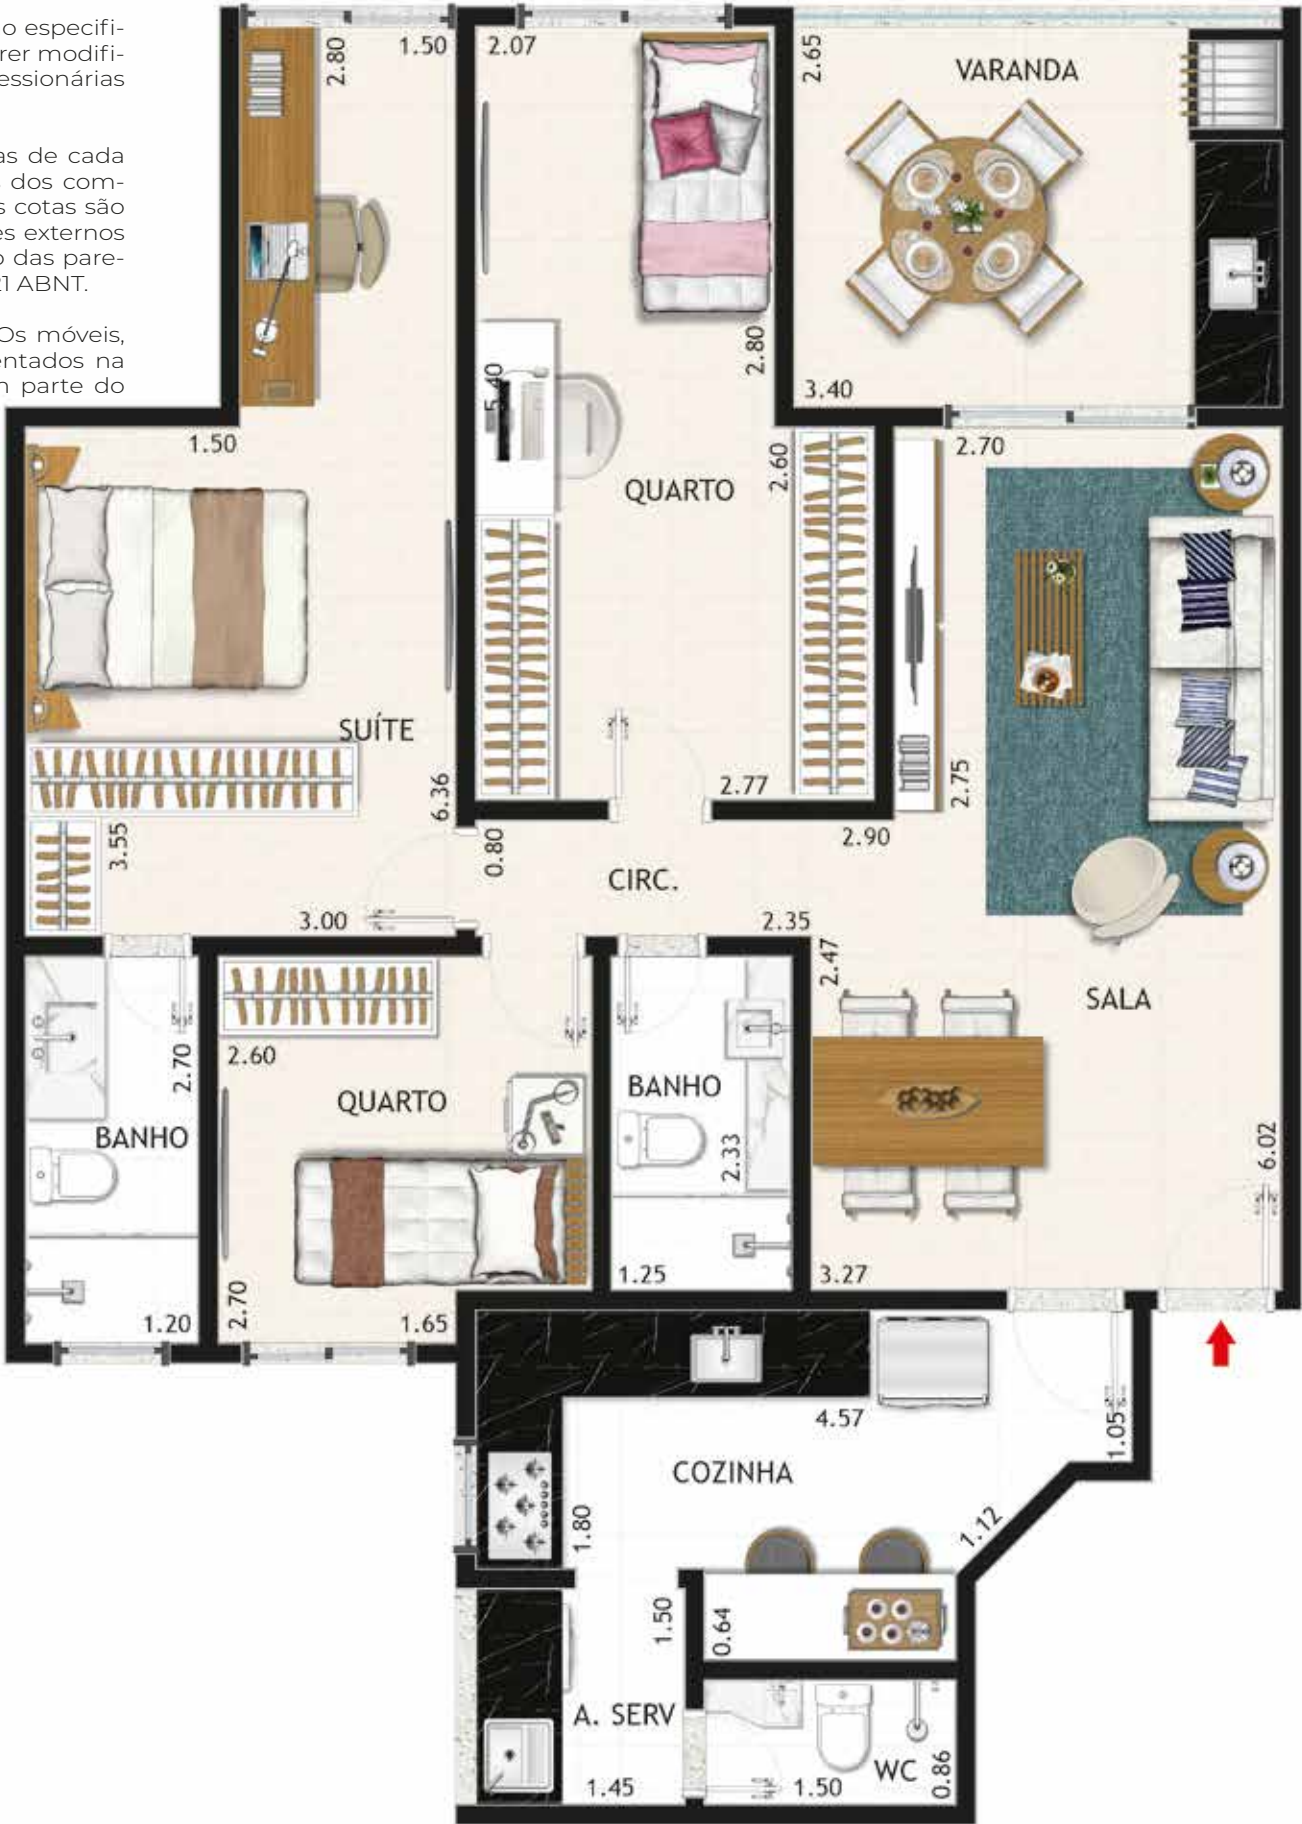 o especifi-
rer modifi-
essionárias
as de cada
dos com-
s cotas são
es externos
o das pare-
21 ABNT.
Os móveis,
entados na
n parte do
2.80
1.50
2.07
2.65
VARANDA
2.80
5.40
3.40
1.50
2.70
2.60
QUARTO
SUÍTE
6.36
2.77
2.75
3.55
0.80
2.90
CIRC.
3.00
2.35
2.47
SALA
2.70
2.60
QUARTO
BANHO
BANHO
2.33
6.02
1.25
3.27
2.70
1.20
1.65
4.57
1.05
COZINHA
1.80
1.12
1.50
0.64
A. SERV
WC
0.86
1.45
1.50